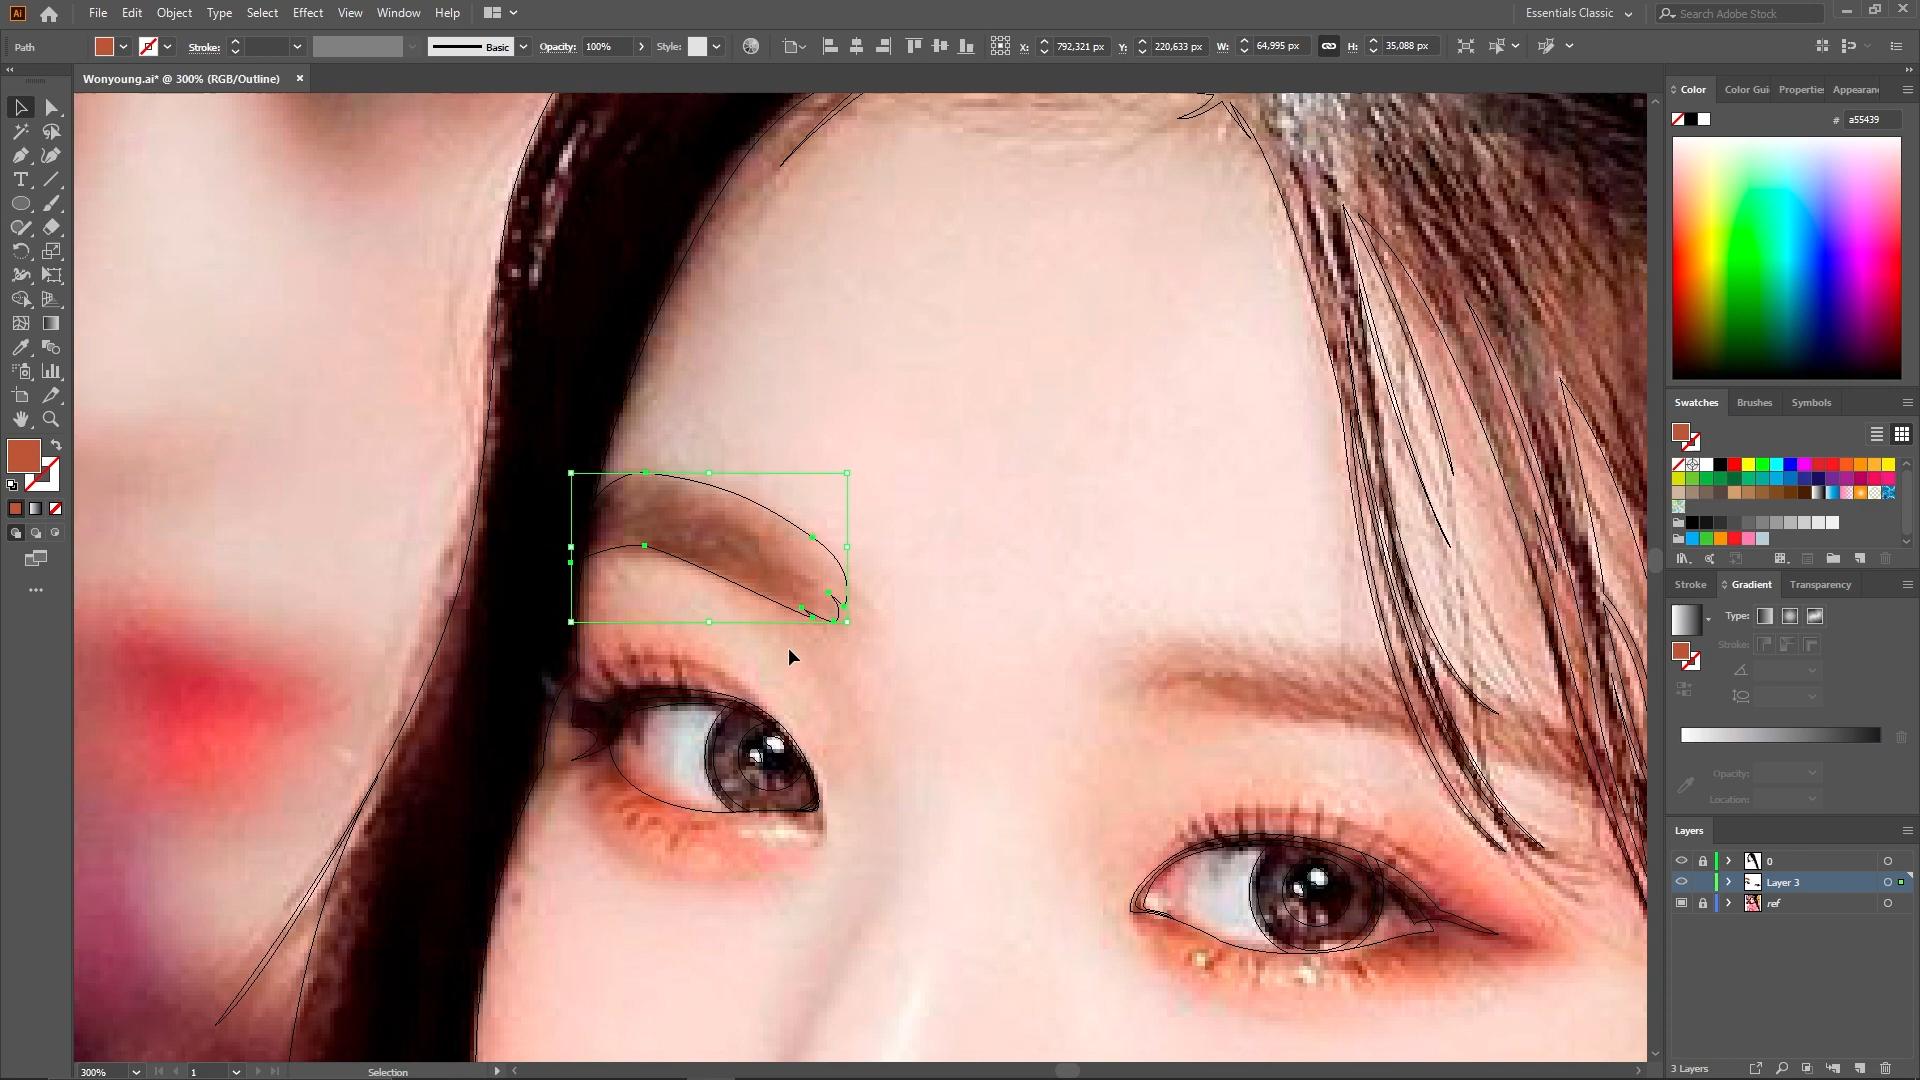 Ai File Edit Object Type Select Effect View Window Help Essentials Classic Search Adobe Stock
Path Stroke: Basic Opacity: 100% Style: X: 792,321 px Y: 220,633 px W: 64,995 px H: 35,088 px
Wonyoung.ai* @ 300% (RGB/Outline) ×
Color Color Gui Properties Appearan
# a55439
Swatches Brushes Symbols
Stroke Gradient Transparency
Type:
Stroke:
Opacity:
Location:
Layers
0
Layer 3
ref
300% 1 Selection 3 Layers